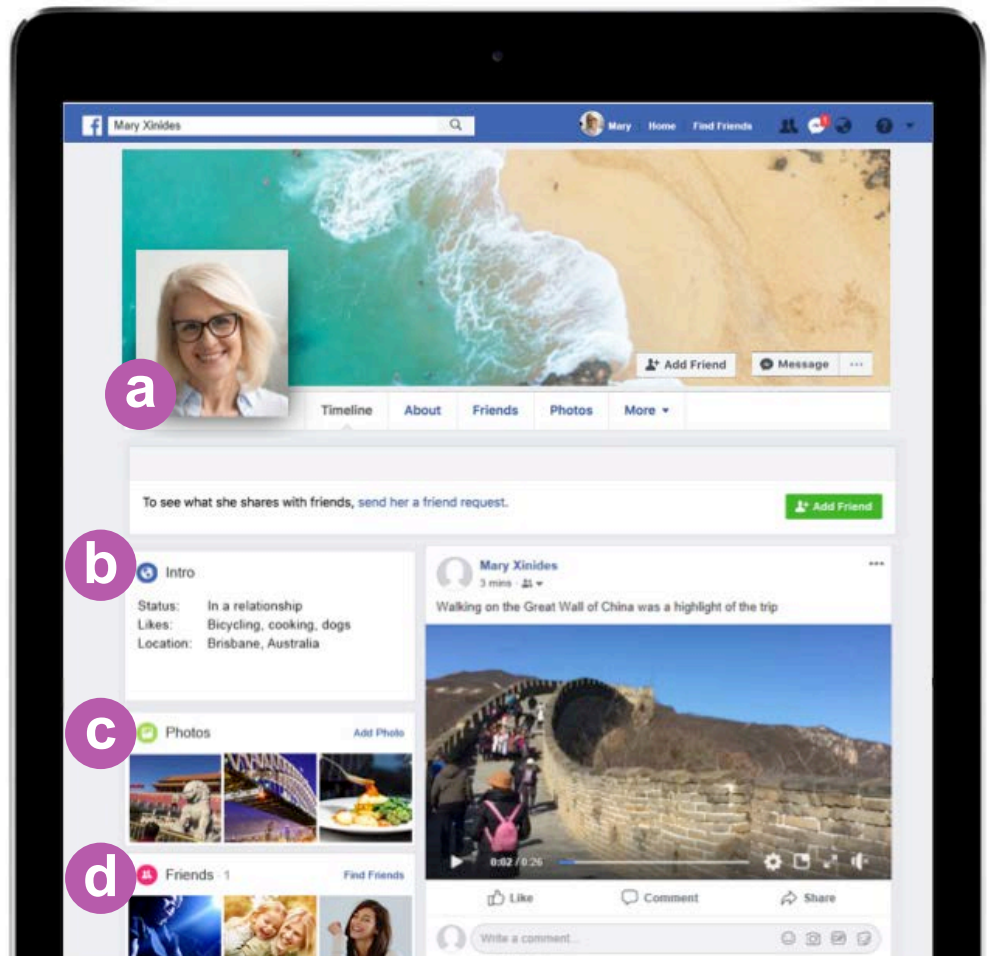 f
Mary Xinides
Mary Home Find Friends
1
?
Add Friend
Message
a
Timeline About Friends Photos More
To see what she shares with friends, send her a friend request.
Add Friend
b
Intro
Status: In a relationship
Likes: Bicycling, cooking, dogs
Location: Brisbane, Australia
c
Photos Add Photo
d
Friends · 1 Find Friends
Mary Xinides
3 mins ·
Walking on the Great Wall of China was a highlight of the trip
0:02 / 0:26
Like Comment Share
Write a comment...